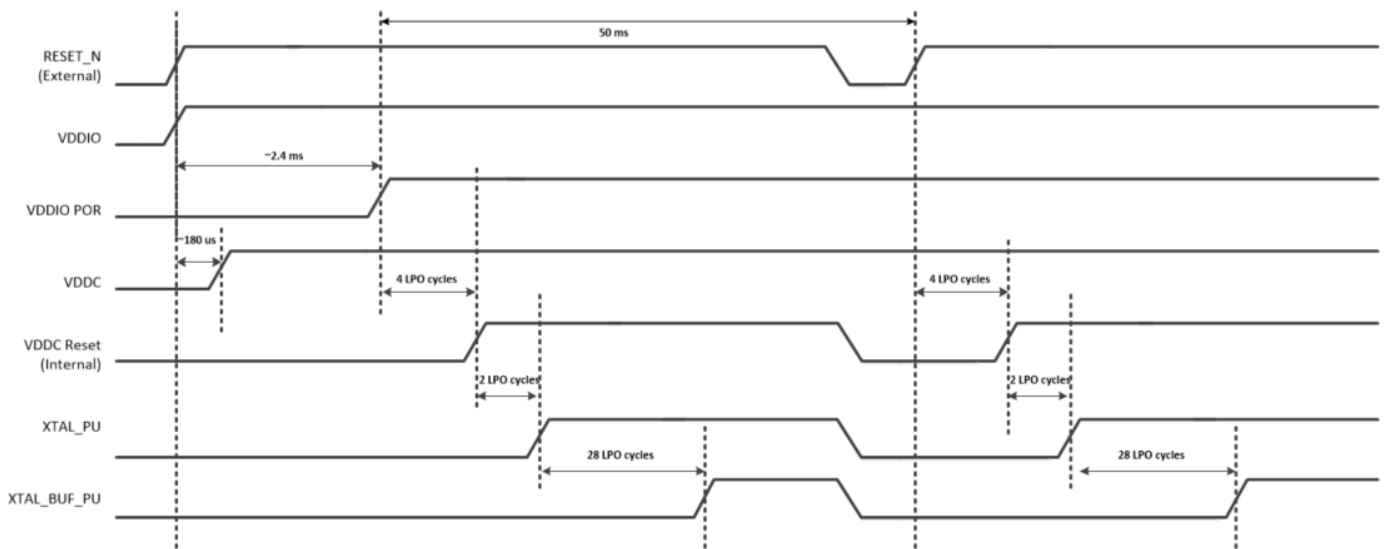 50 ms
RESET_N
(External)
VDDIO
~2.4 ms
VDDIO POR
~180 us
VDDC
4 LPO cycles
4 LPO cycles
VDDC Reset
(Internal)
2 LPO cycles
2 LPO cycles
XTAL_PU
28 LPO cycles
28 LPO cycles
XTAL_BUF_PU